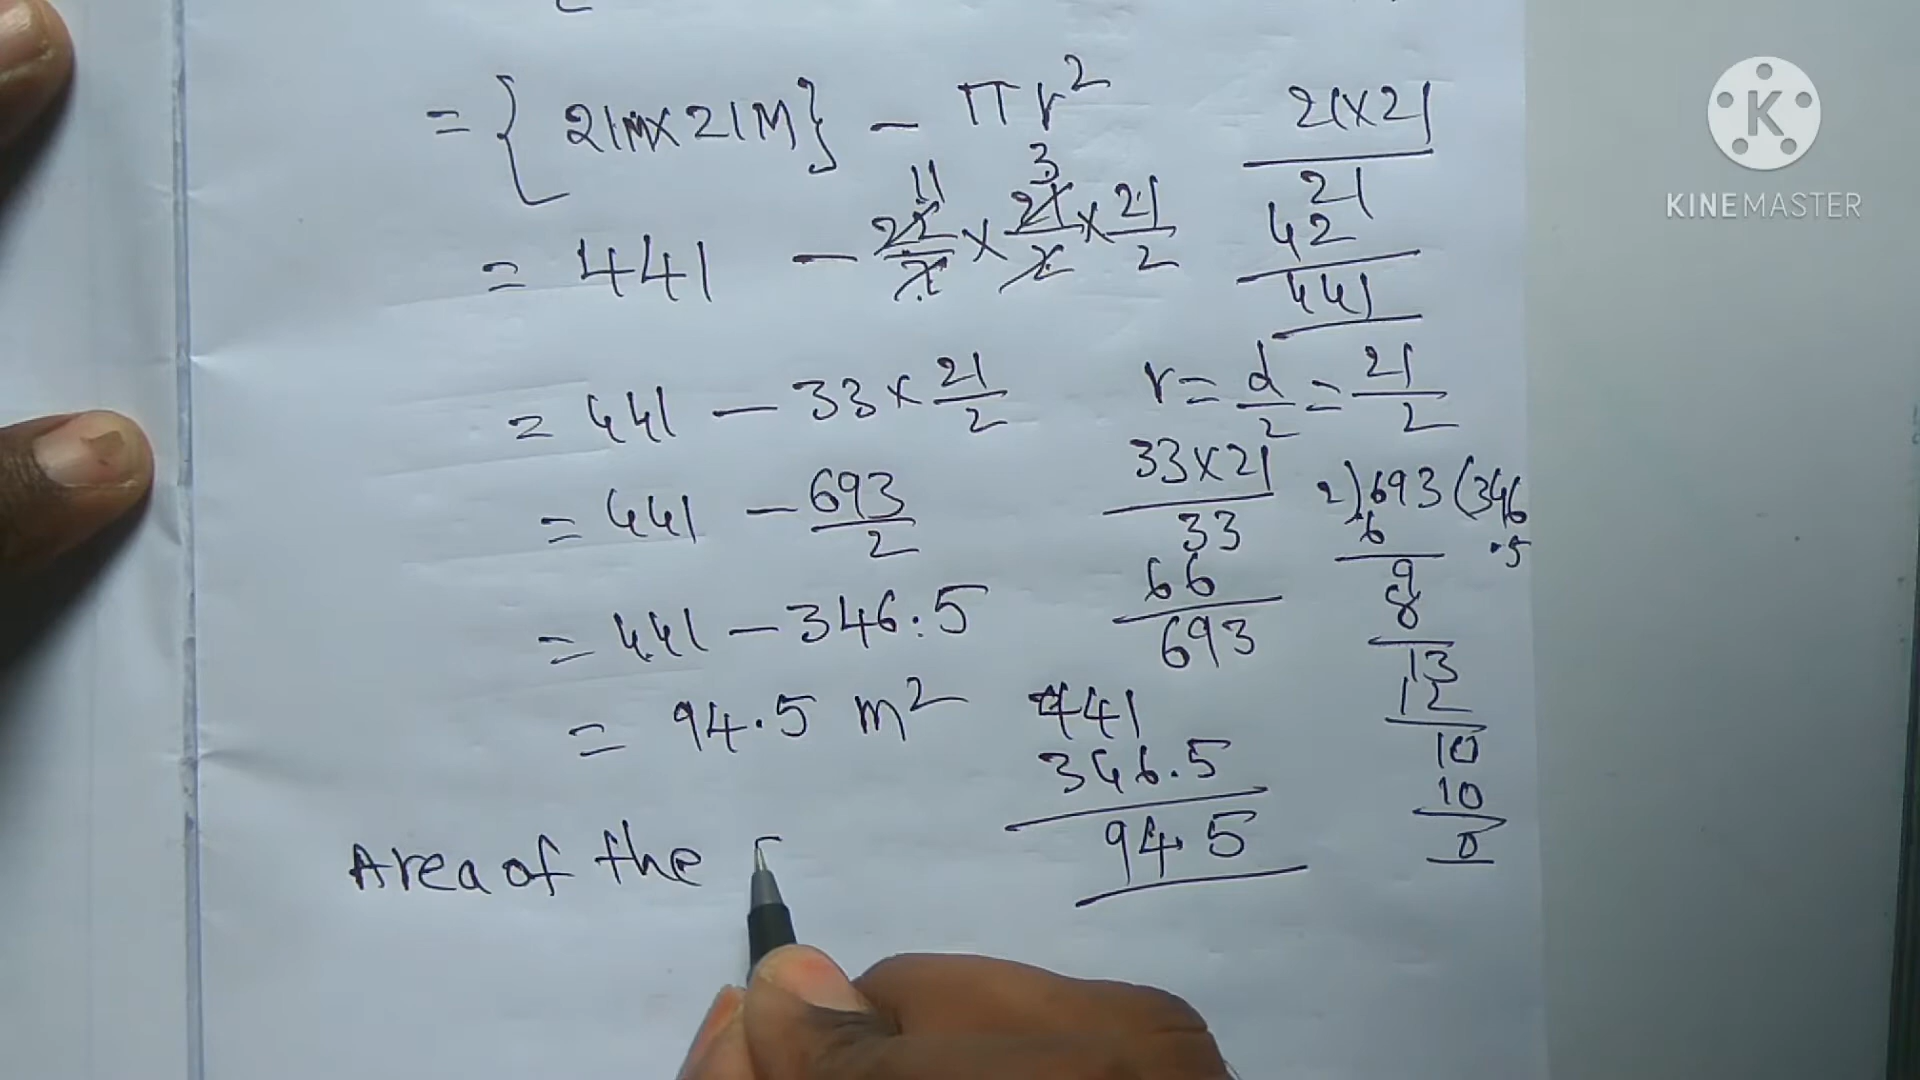 = { 21M×21M} − πr²
= 441 − 22/7 × 21/2 × 21/2
11 3
= 441 − 33 × 21/2
= 441 − 693/2
= 441 − 346.5
= 94.5 m²
Area of the
21×21
21
42
441
r = d/2 = 21/2
33×21
33
66
693
2)693(346
.5
6
9
8
13
12
10
10
0
441
346.5
94.5
KINEMASTER